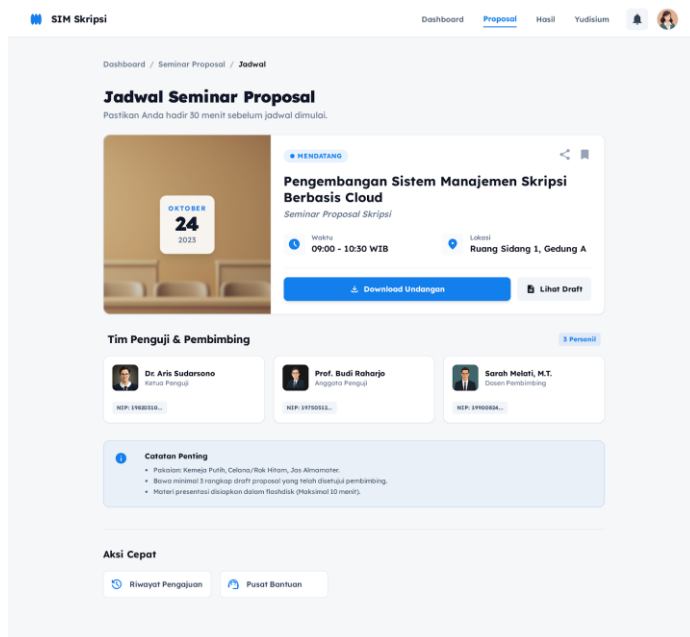 SIM Skripsi
Dashboard Proposal Hasil Yudisium
Dashboard / Seminar Proposal / Jadwal
Jadwal Seminar Proposal
Pastikan Anda hadir 30 menit sebelum jadwal dimulai.
OKTOBER
24
2023
MENDATANG
Pengembangan Sistem Manajemen Skripsi
Berbasis Cloud
Seminar Proposal Skripsi
Waktu
09:00 - 10:30 WIB
Lokasi
Ruang Sidang 1, Gedung A
Download Undangan
Lihat Draft
Tim Penguji & Pembimbing
3 Personil
Dr. Aris Sudarsono
Ketua Penguji
NIP: 19820310...
Prof. Budi Raharjo
Anggota Penguji
NIP: 19750512...
Sarah Melati, M.T.
Dosen Pembimbing
NIP: 19900824...
Catatan Penting
• Pakaian: Kemeja Putih, Celana/Rok Hitam, Jas Almamater.
• Bawa minimal 3 rangkap draft proposal yang telah disetujui pembimbing.
• Materi presentasi disiapkan dalam flashdisk (Maksimal 10 menit).
Aksi Cepat
Riwayat Pengajuan
Pusat Bantuan